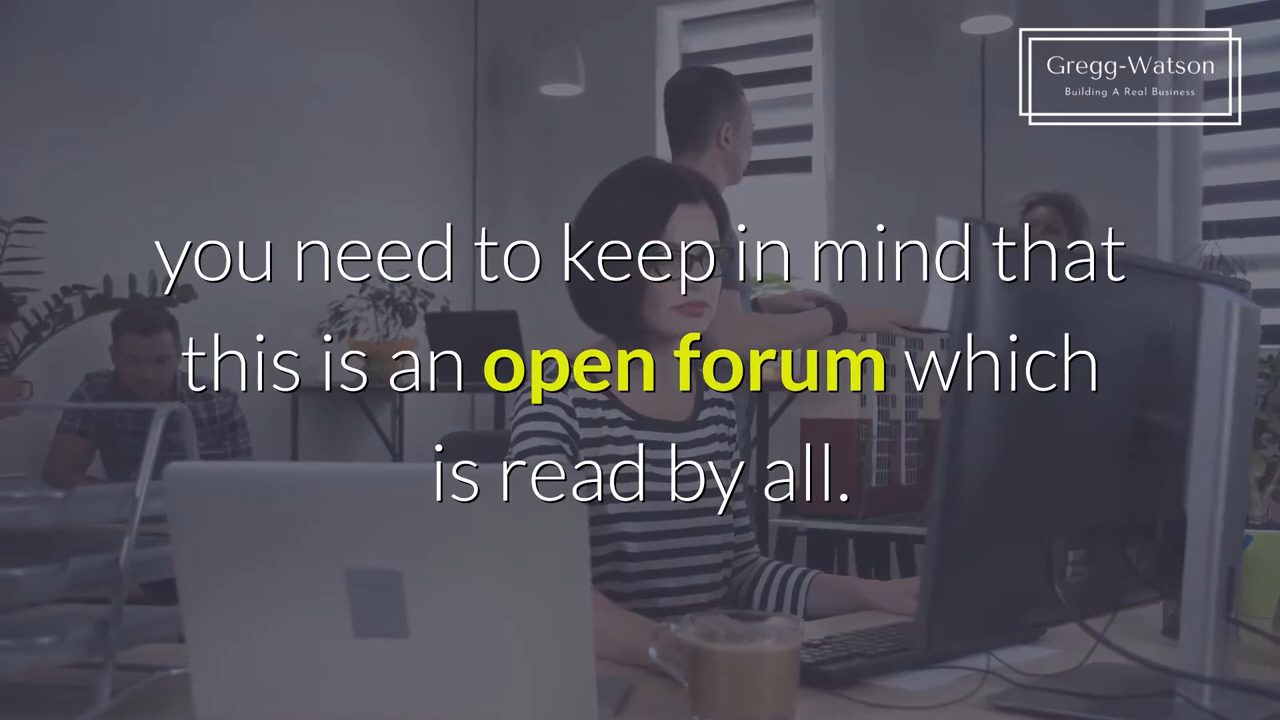 Gregg-Watson
Building A Real Business
you need to keep in mind that
this is an open forum which
is read by all.